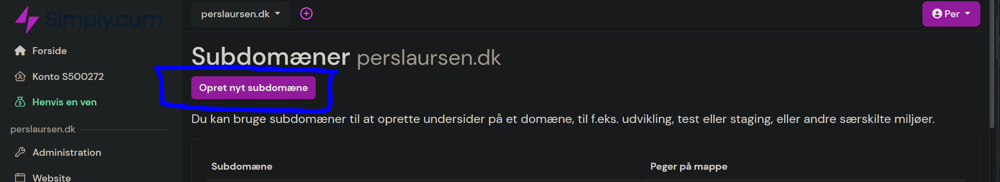 Simply.com
perslaursen.dk
Per
Forside
Konto S500272
Henvis en ven
perslaursen.dk
Administration
Website
Subdomæner perslaursen.dk
Opret nyt subdomæne
Du kan bruge subdomæner til at oprette undersider på et domæne, til f.eks. udvikling, test eller staging, eller andre særskilte miljøer.
Subdomæne Peger på mappe